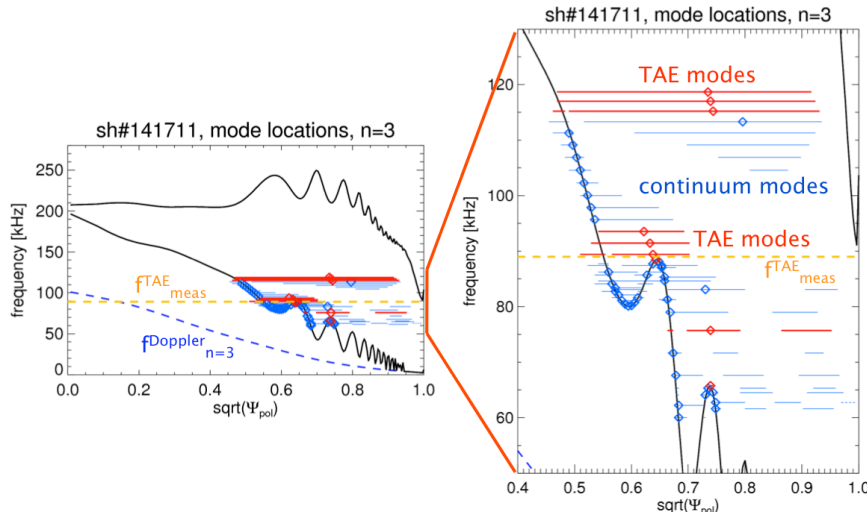 sh#141711, mode locations, n=3
250
200
150
100
50
0
frequency [kHz]
f^TAE_meas
f^Doppler_n=3
0.0 0.2 0.4 0.6 0.8 1.0
sqrt(Ψ_pol)
sh#141711, mode locations, n=3
120
100
80
60
frequency [kHz]
TAE modes
continuum modes
TAE modes
f^TAE_meas
0.4 0.5 0.6 0.7 0.8 0.9 1.0
sqrt(Ψ_pol)